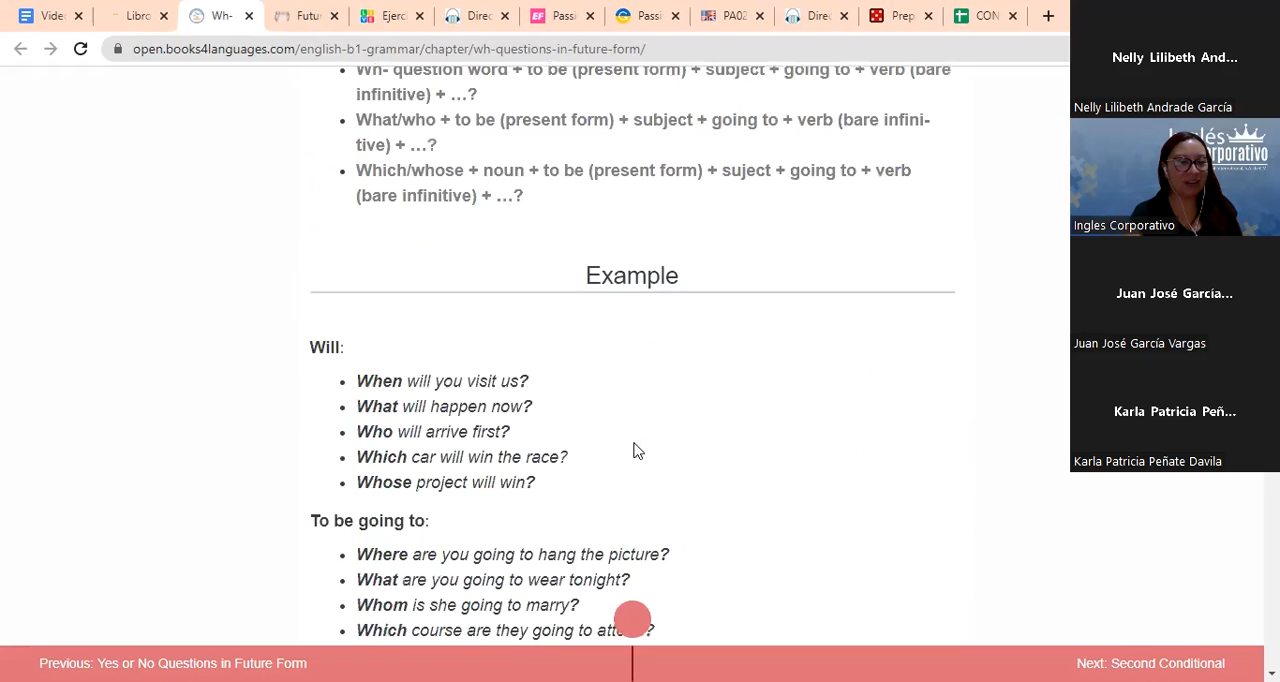 Video
Libro
Wh-
Futur
Ejerc
Direc
Passi
Passi
PA02
Direc
Prep
CON
open.books4languages.com/english-b1-grammar/chapter/wh-questions-in-future-form/
Wh- question word + to be (present form) + subject + going to + verb (bare
infinitive) + …?
What/who + to be (present form) + subject + going to + verb (bare infini-
tive) + …?
Which/whose + noun + to be (present form) + suject + going to + verb
(bare infinitive) + …?
Example
Will:
When will you visit us?
What will happen now?
Who will arrive first?
Which car will win the race?
Whose project will win?
To be going to:
Where are you going to hang the picture?
What are you going to wear tonight?
Whom is she going to marry?
Which course are they going to att ?
Previous: Yes or No Questions in Future Form
Next: Second Conditional
Nelly Lilibeth And...
Nelly Lilibeth Andrade García
Inglés
Corporativo
Ingles Corporativo
Juan José García...
Juan José García Vargas
Karla Patricia Peñ...
Karla Patricia Peñate Davila